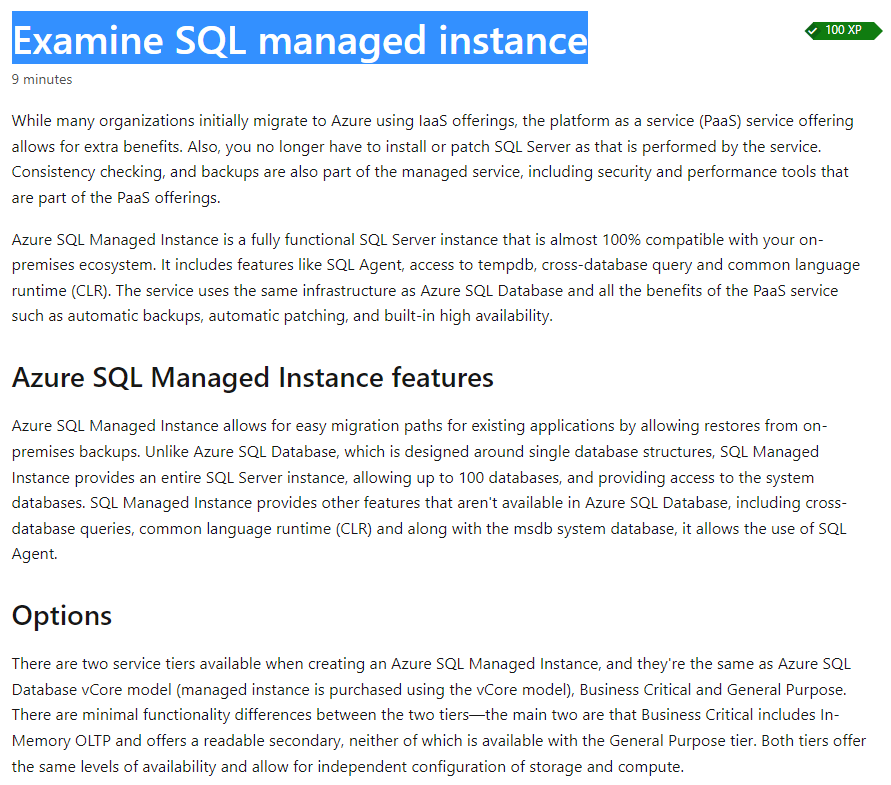 Examine SQL managed instance
100 XP
9 minutes
While many organizations initially migrate to Azure using IaaS offerings, the platform as a service (PaaS) service offering
allows for extra benefits. Also, you no longer have to install or patch SQL Server as that is performed by the service.
Consistency checking, and backups are also part of the managed service, including security and performance tools that
are part of the PaaS offerings.
Azure SQL Managed Instance is a fully functional SQL Server instance that is almost 100% compatible with your on-
premises ecosystem. It includes features like SQL Agent, access to tempdb, cross-database query and common language
runtime (CLR). The service uses the same infrastructure as Azure SQL Database and all the benefits of the PaaS service
such as automatic backups, automatic patching, and built-in high availability.
Azure SQL Managed Instance features
Azure SQL Managed Instance allows for easy migration paths for existing applications by allowing restores from on-
premises backups. Unlike Azure SQL Database, which is designed around single database structures, SQL Managed
Instance provides an entire SQL Server instance, allowing up to 100 databases, and providing access to the system
databases. SQL Managed Instance provides other features that aren't available in Azure SQL Database, including cross-
database queries, common language runtime (CLR) and along with the msdb system database, it allows the use of SQL
Agent.
Options
There are two service tiers available when creating an Azure SQL Managed Instance, and they're the same as Azure SQL
Database vCore model (managed instance is purchased using the vCore model), Business Critical and General Purpose.
There are minimal functionality differences between the two tiers—the main two are that Business Critical includes In-
Memory OLTP and offers a readable secondary, neither of which is available with the General Purpose tier. Both tiers offer
the same levels of availability and allow for independent configuration of storage and compute.